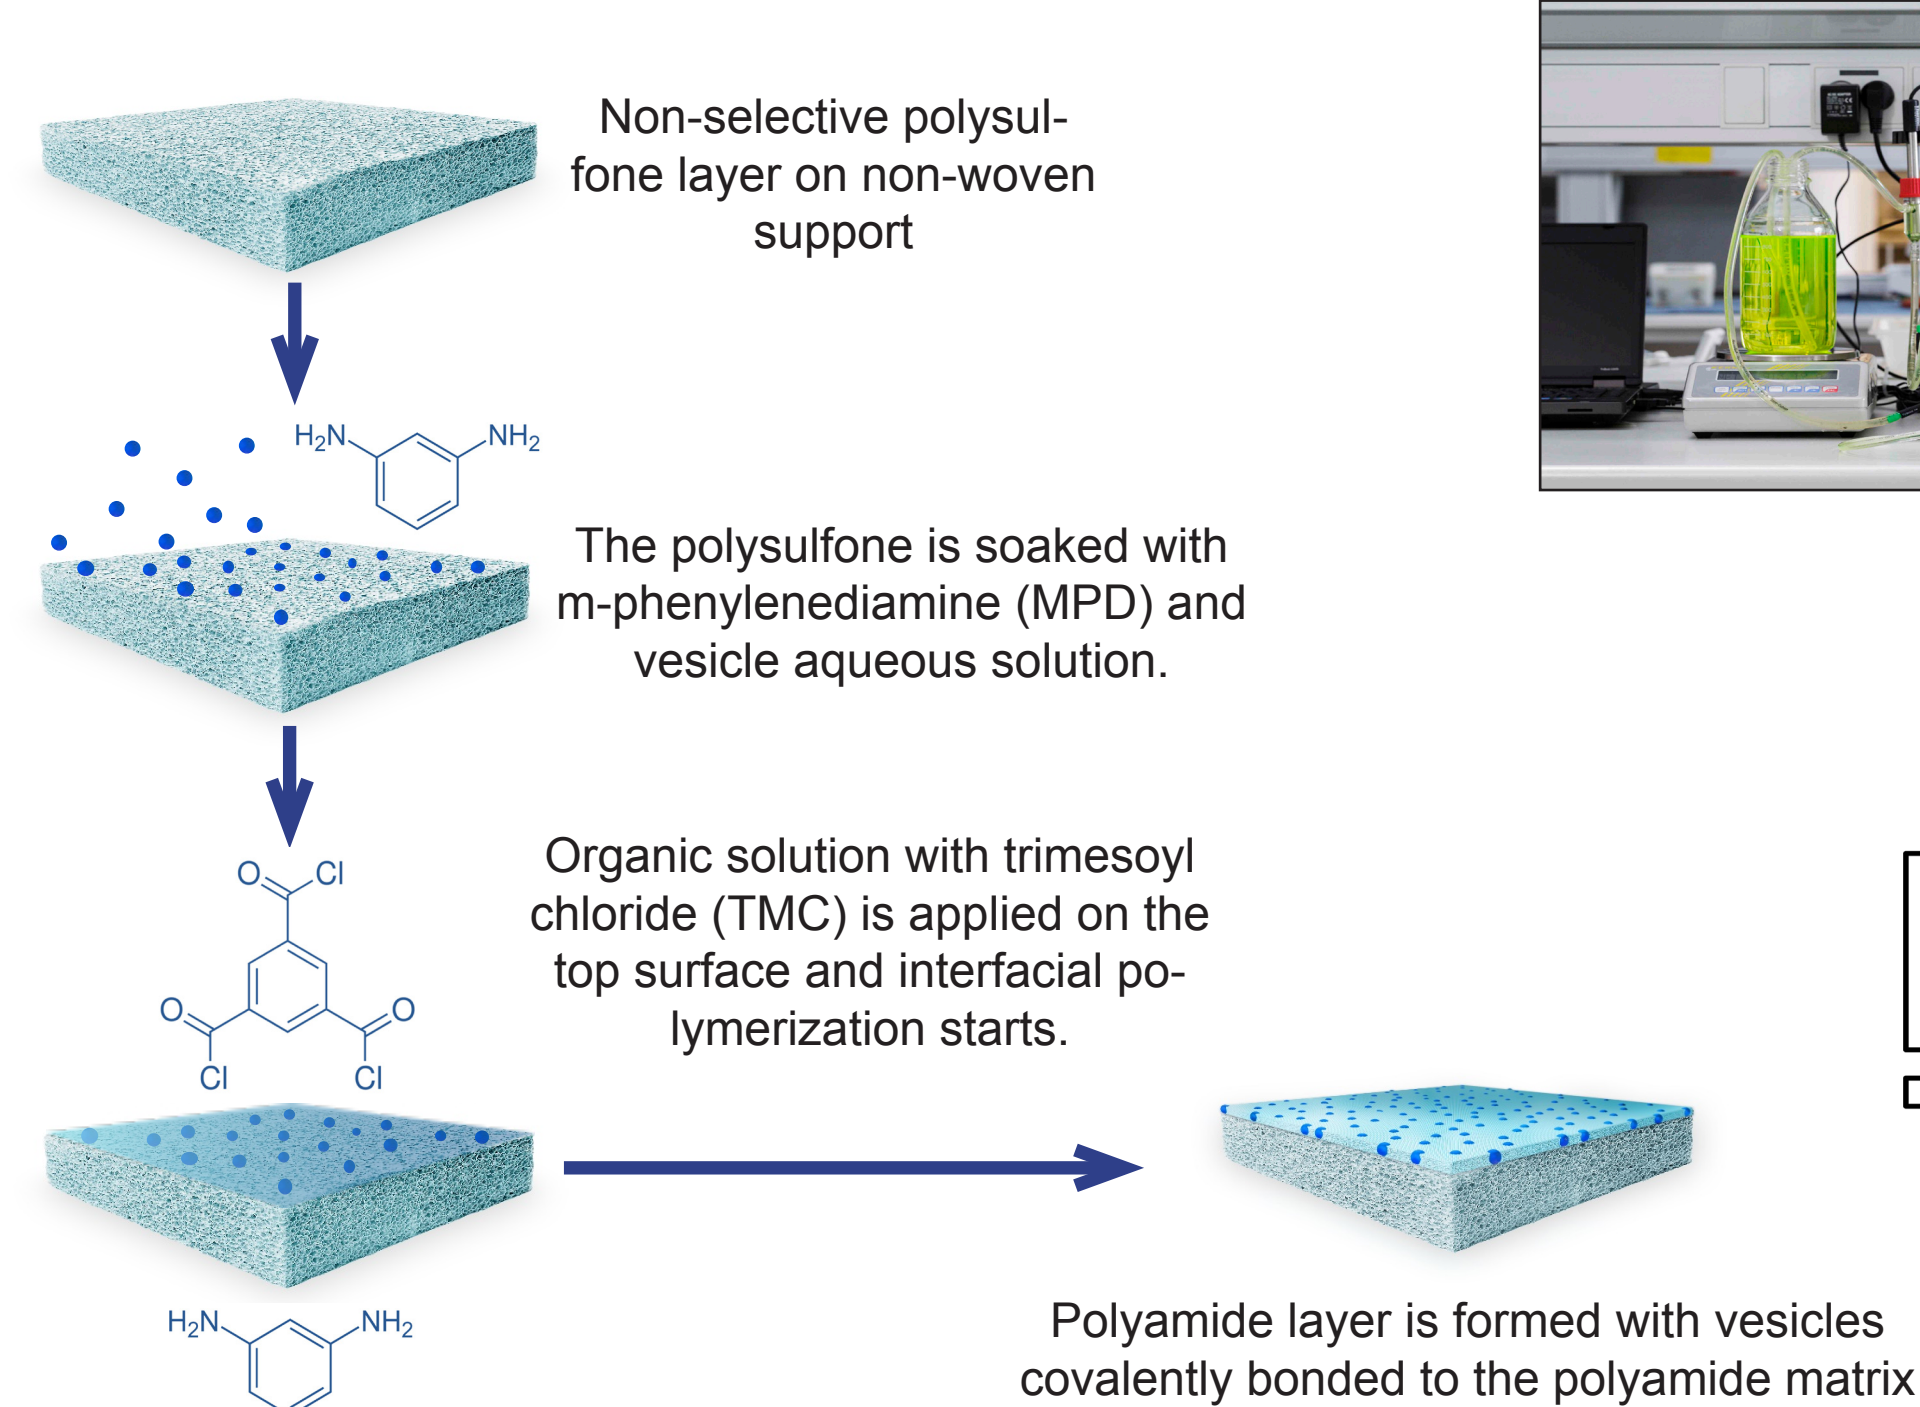 Non-selective polysul-
fone layer on non-woven
support
H₂N
NH₂
The polysulfone is soaked with
m-phenylenediamine (MPD) and
vesicle aqueous solution.
O
Cl
Organic solution with trimesoyl
chloride (TMC) is applied on the
top surface and interfacial po-
lymerization starts.
O
O
Cl
Cl
H₂N
NH₂
Polyamide layer is formed with vesicles
covalently bonded to the polyamide matrix